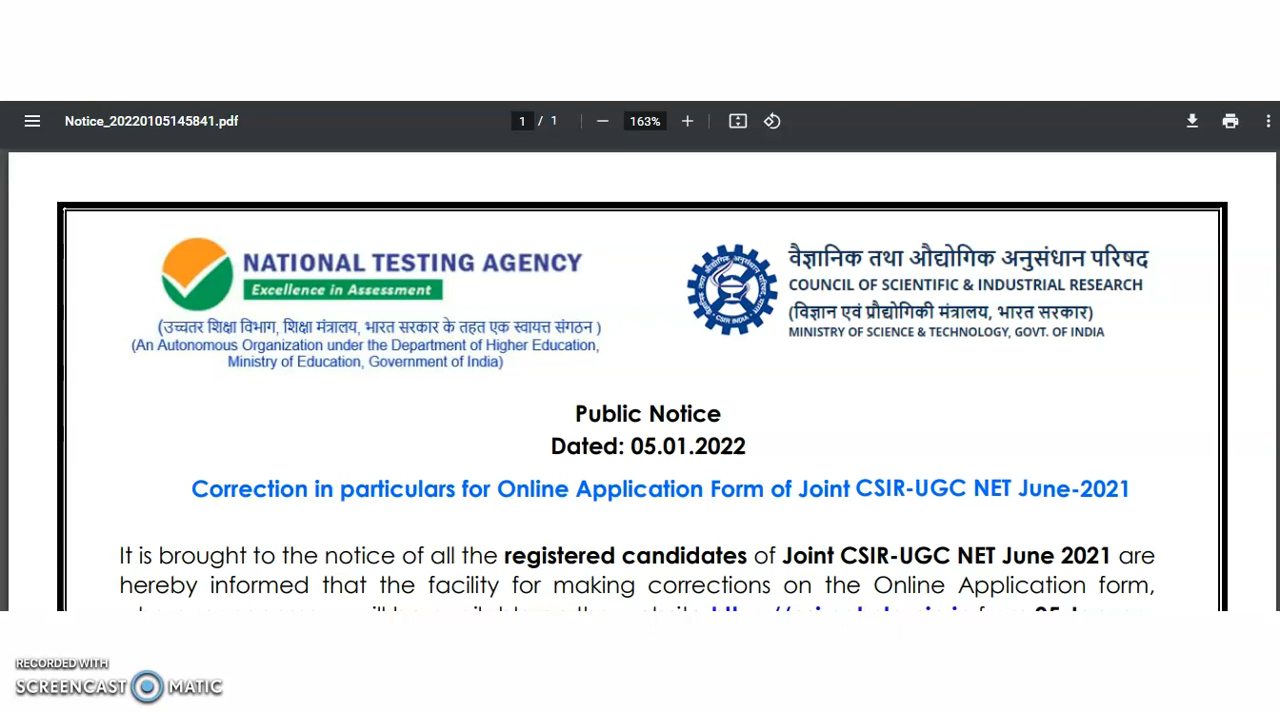 Notice_20220105145841.pdf
1 / 1
163%
NATIONAL TESTING AGENCY
Excellence in Assessment
(उच्चतर शिक्षा विभाग, शिक्षा मंत्रालय, भारत सरकार के तहत एक स्वायत्त संगठन )
(An Autonomous Organization under the Department of Higher Education,
Ministry of Education, Government of India)
CSIR INDIA
वैज्ञानिक तथा औद्योगिक अनुसंधान परिषद
COUNCIL OF SCIENTIFIC & INDUSTRIAL RESEARCH
(विज्ञान एवं प्रौद्योगिकी मंत्रालय, भारत सरकार)
MINISTRY OF SCIENCE & TECHNOLOGY, GOVT. OF INDIA
Public Notice
Dated: 05.01.2022
Correction in particulars for Online Application Form of Joint CSIR-UGC NET June-2021
It is brought to the notice of all the registered candidates of Joint CSIR-UGC NET June 2021 are
hereby informed that the facility for making corrections on the Online Application form,
RECORDED WITH
SCREENCAST MATIC